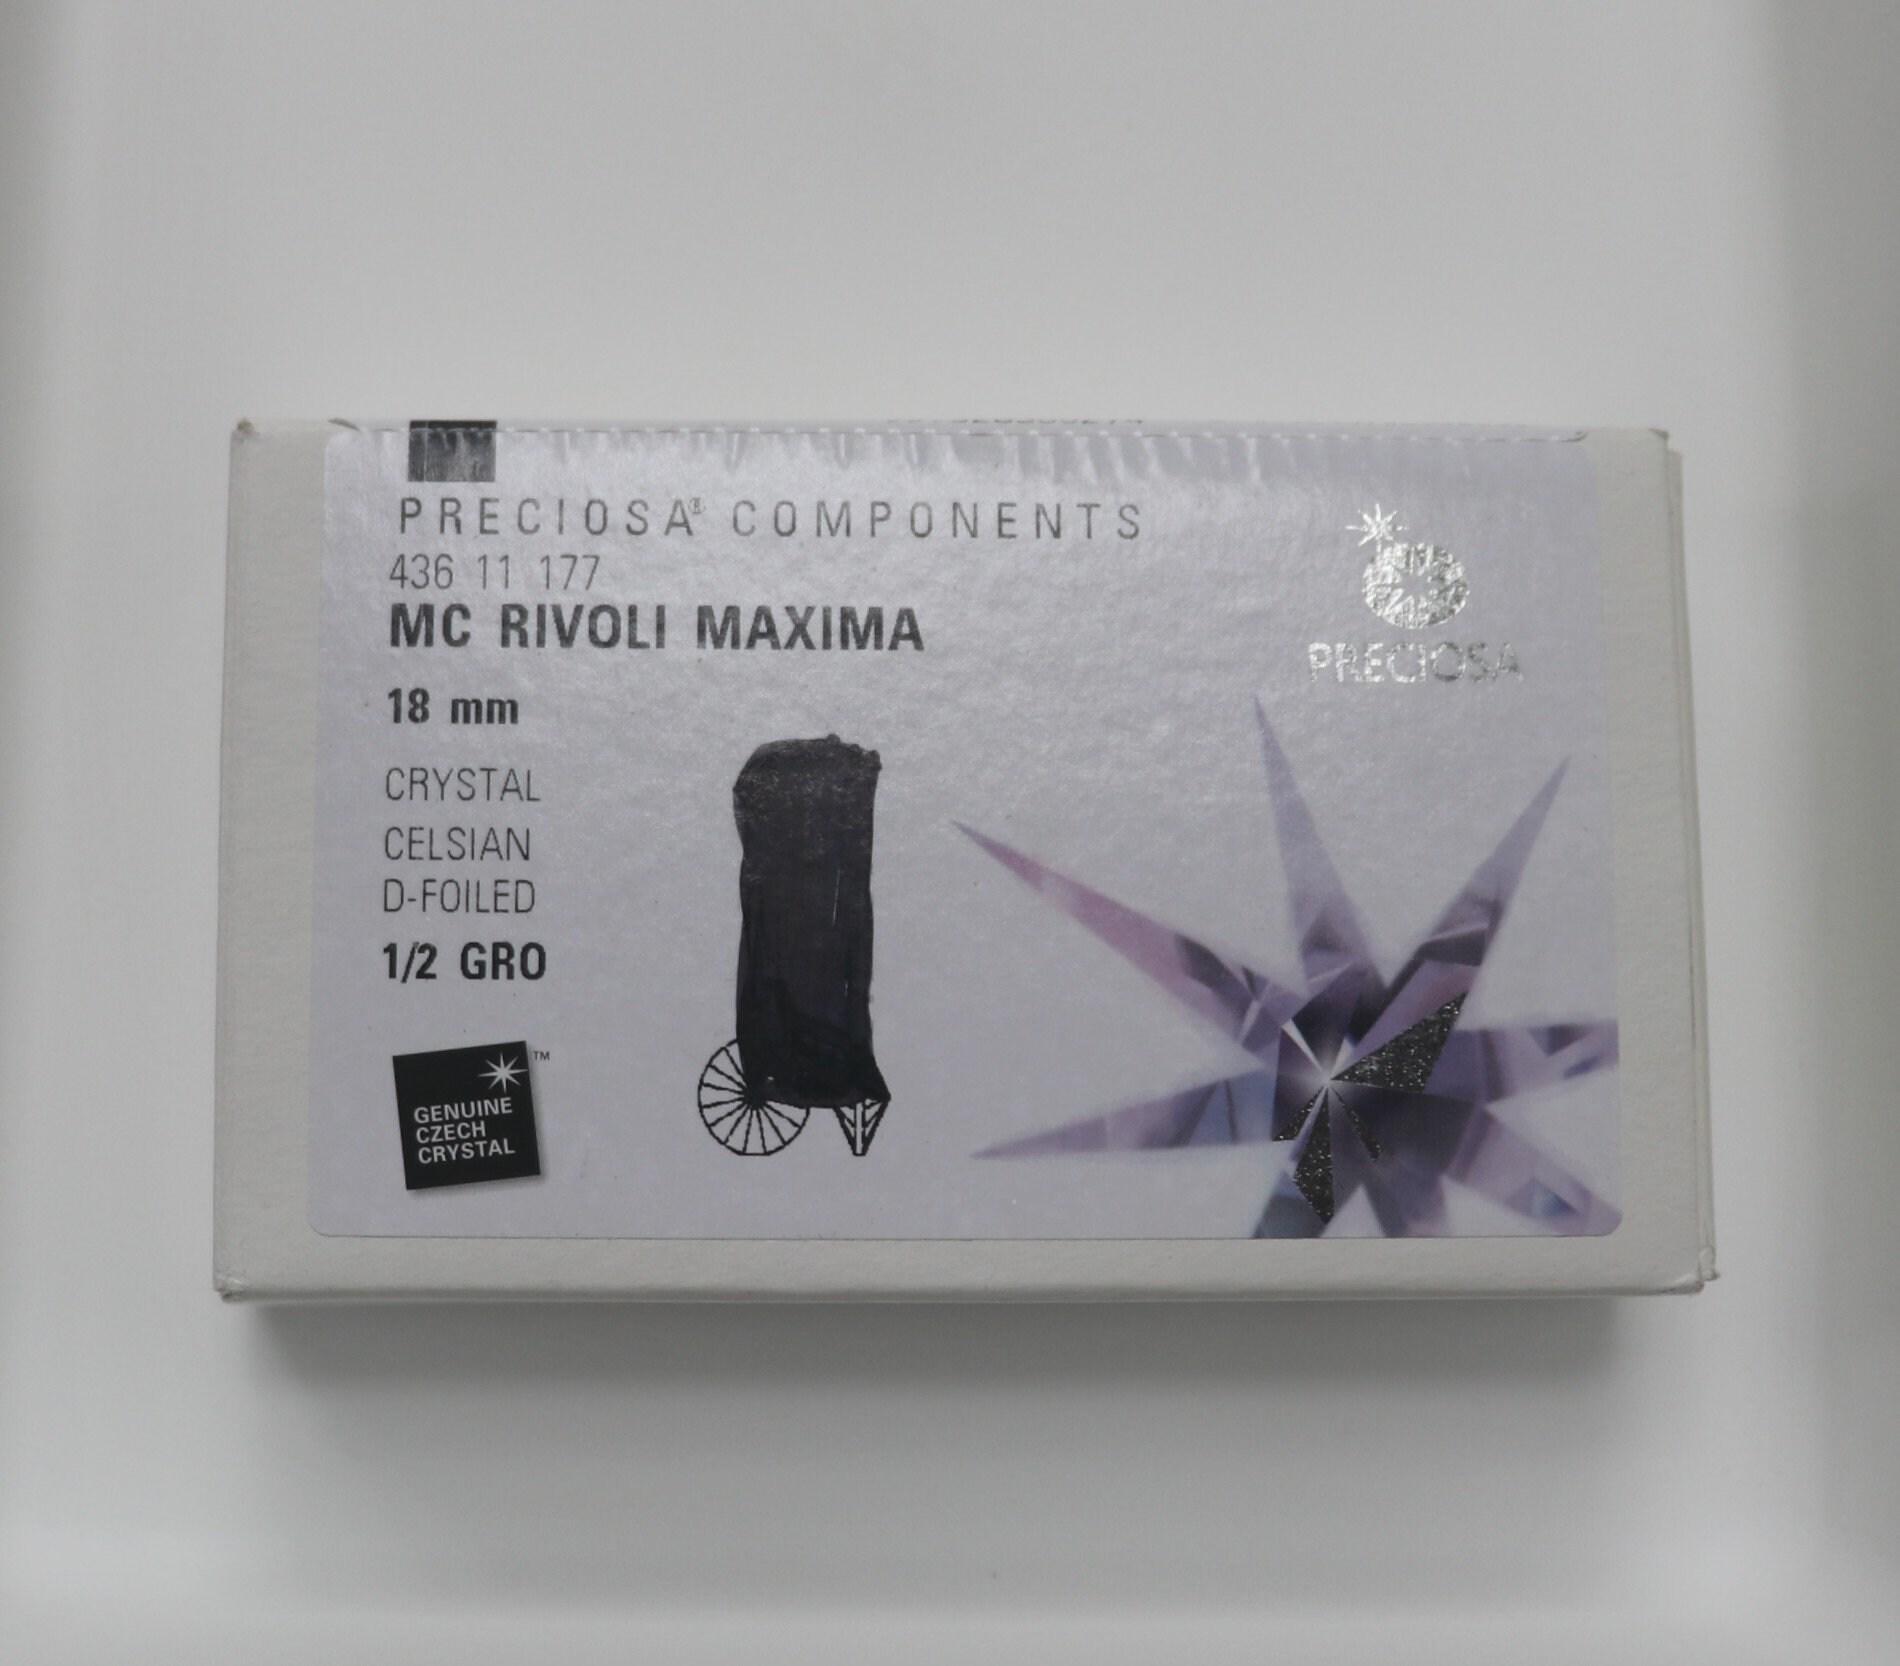 PRECIOSA® COMPONENTS
436 11 177
MC RIVOLI MAXIMA
18 mm
CRYSTAL
CELSIAN
D-FOILED
1/2 GRO
GENUINE
CZECH
CRYSTAL
™
PRECIOSA